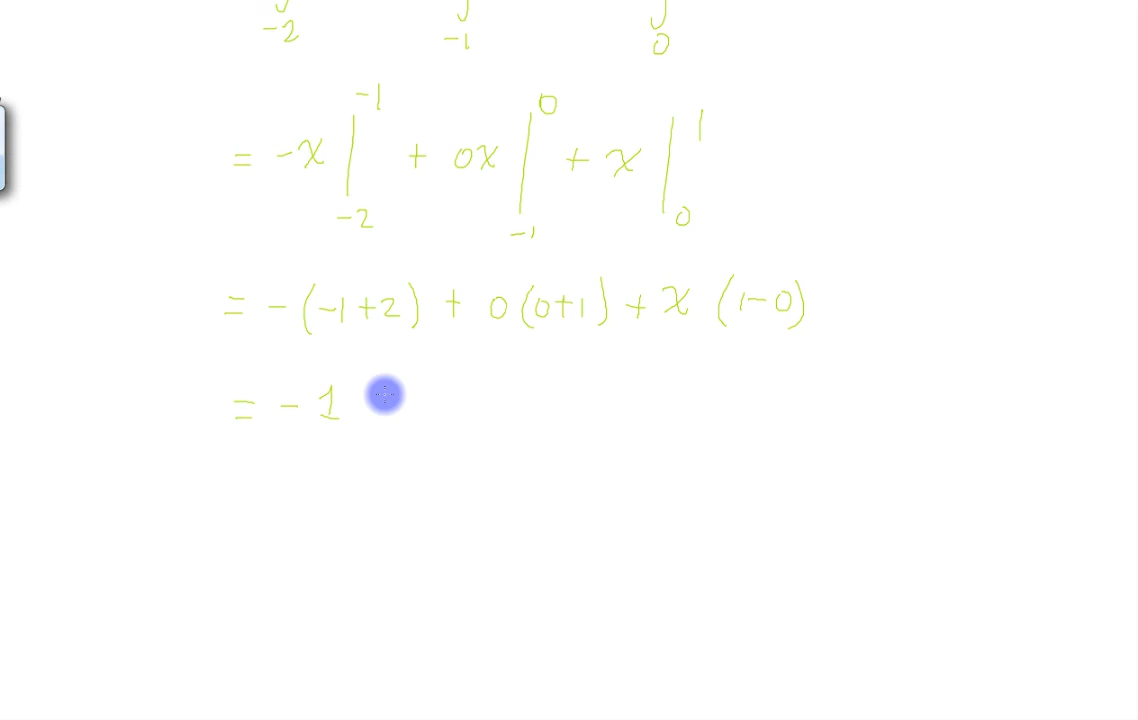 -2 -1 0
= -x |_{-2}^{-1} + 0x |_{-1}^{0} + x |_{0}^{1}
= -(-1+2) + 0(0+1) + x (1-0)
= - 1